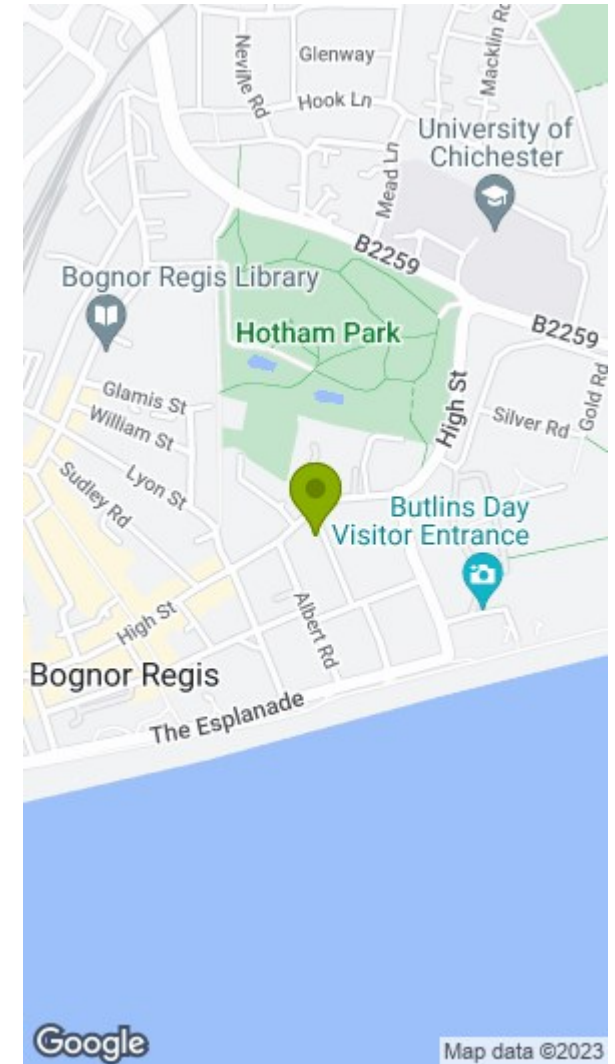 Neville Rd
Glenway
Macklin Rd
Hook Ln
University of
Chichester
Mead Ln
B2259
Bognor Regis Library
B2259
Hotham Park
Gold Rd
Glamis St
High St
Silver Rd
William St
Lyon St
Sudley Rd
Butlins Day
Visitor Entrance
Albert Rd
High St
Bognor Regis
The Esplanade
Google
Map data ©2023